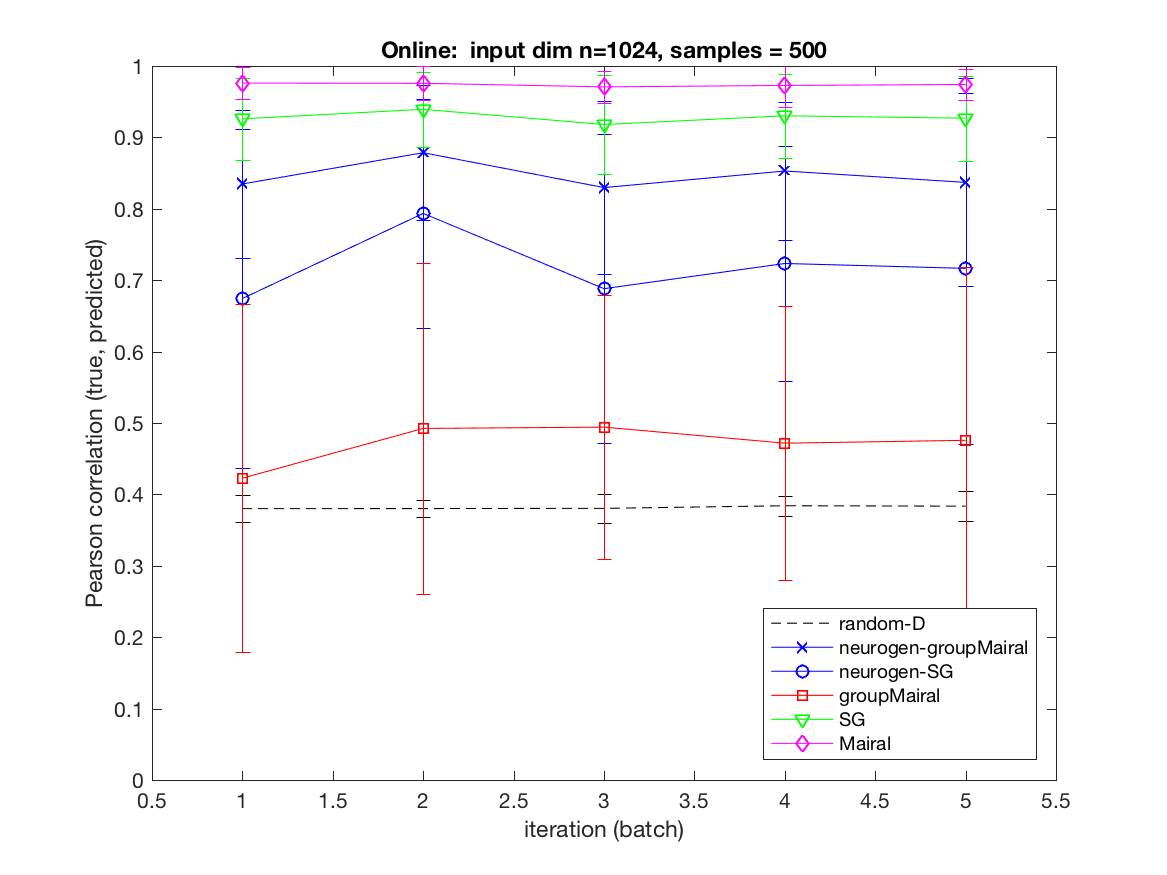 Online:  input dim n=1024, samples = 500
Pearson correlation (true, predicted)
1
0.9
0.8
0.7
0.6
0.5
0.4
0.3
0.2
0.1
0
random-D
neurogen-groupMairal
neurogen-SG
groupMairal
SG
Mairal
0.5 1 1.5 2 2.5 3 3.5 4 4.5 5 5.5
iteration (batch)